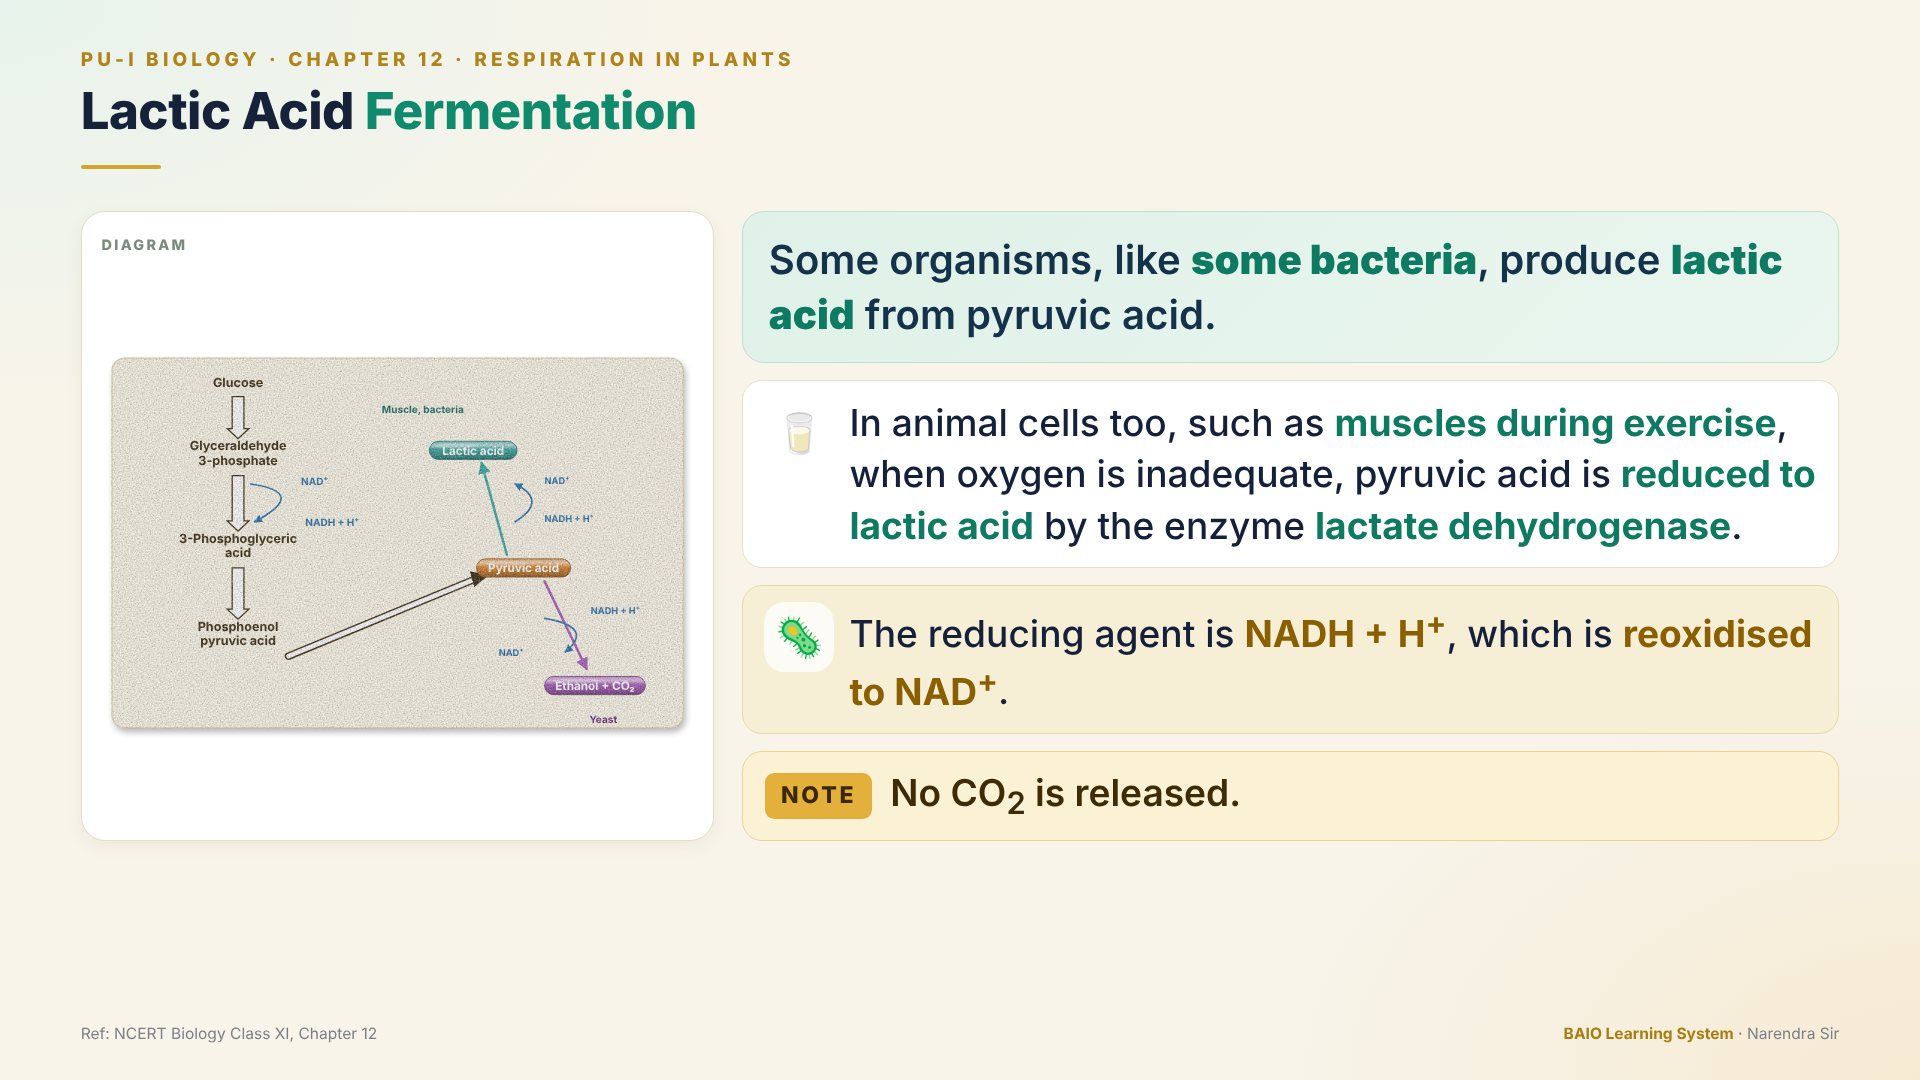 PU-I BIOLOGY · CHAPTER 12 · RESPIRATION IN PLANTS
Lactic Acid Fermentation
DIAGRAM
Glucose
Glyceraldehyde
3-phosphate
NAD⁺
NADH + H⁺
3-Phosphoglyceric
acid
Phosphoenol
pyruvic acid
Muscle, bacteria
Lactic acid
NAD⁺
NADH + H⁺
Pyruvic acid
NADH + H⁺
NAD⁺
Ethanol + CO₂
Yeast
Some organisms, like some bacteria, produce lactic
acid from pyruvic acid.
In animal cells too, such as muscles during exercise,
when oxygen is inadequate, pyruvic acid is reduced to
lactic acid by the enzyme lactate dehydrogenase.
The reducing agent is NADH + H⁺, which is reoxidised
to NAD⁺.
NOTE No CO₂ is released.
Ref: NCERT Biology Class XI, Chapter 12
BAIO Learning System · Narendra Sir